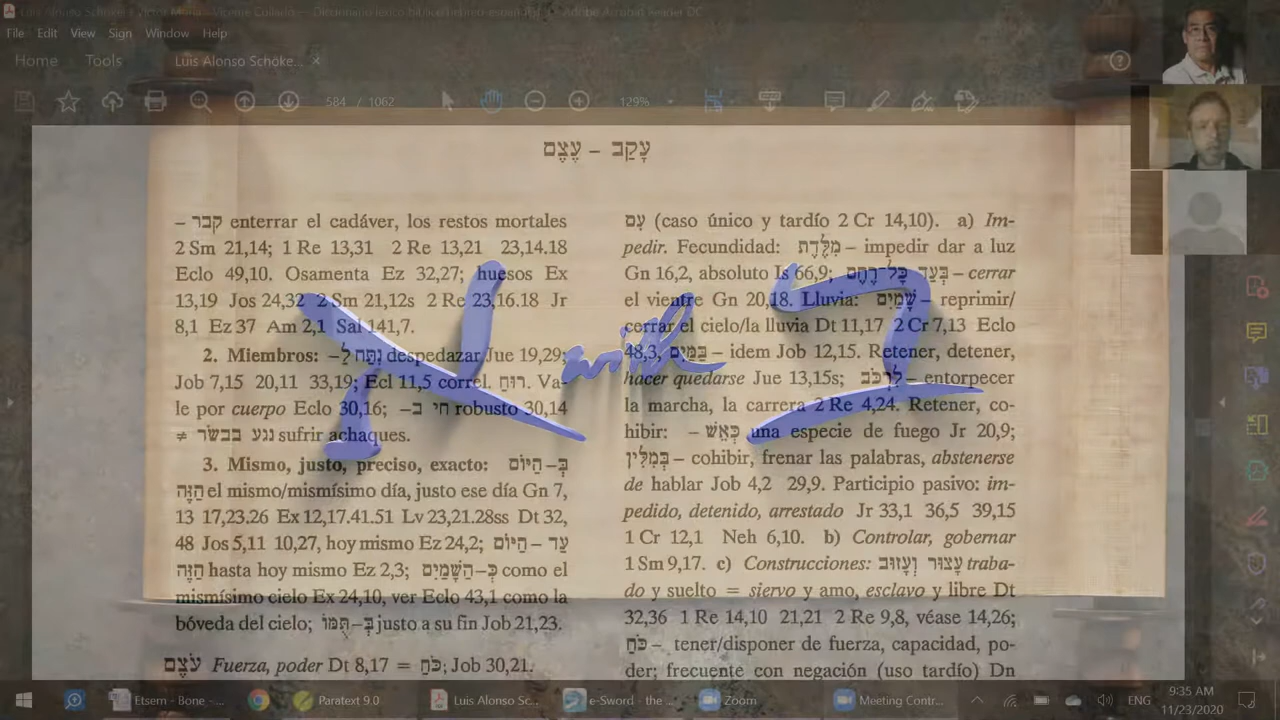 File Edit View Sign Window Help
Home Tools Luis Alonso Schöke... ×
584 / 1062 129%
עָקַב – עֶצֶם
– קבר enterrar el cadáver, los restos mortales
2 Sm 21,14; 1 Re 13,31 2 Re 13,21 23,14.18
Eclo 49,10. Osamenta Ez 32,27; huesos Ex
13,19 Jos 24,32 2 Sm 21,12s 2 Re 23,16.18 Jr
8,1 Ez 37 Am 2,1 Sal 141,7.
2. Miembros: נִתַּח לַ– despedazar Jue 19,29;
Job 7,15 20,11 33,19; Ecl 11,5 correl. רוּחַ. Va-
le por cuerpo Eclo 30,16; חי ב– robusto 30,14
≠ נגע בבשׂר sufrir achaques.
3. Mismo, justo, preciso, exacto: בְּ–הַיּוֹם
הַזֶּה el mismo/mismísimo día, justo ese día Gn 7,
13 17,23.26 Ex 12,17.41.51 Lv 23,21.28ss Dt 32,
48 Jos 5,11 10,27, hoy mismo Ez 24,2; עַד–הַיּוֹם
הַזֶּה hasta hoy mismo Ez 2,3; כְּ–הַשָּׁמַיִם como el
mismísimo cielo Ex 24,10, ver Eclo 43,1 como la
bóveda del cielo; בְּ–תֻּמּוֹ justo a su fin Job 21,23.
עֹצֶם Fuerza, poder Dt 8,17 = כֹּחַ; Job 30,21.
עִם (caso único y tardío 2 Cr 14,10). a) Im-
pedir. Fecundidad: מִלֶּדֶת – impedir dar a luz
Gn 16,2, absoluto Is 66,9; בְּעַד כָּל־רֶחֶם – cerrar
el vientre Gn 20,18. Lluvia: שָׁמַיִם – reprimir/
cerrar el cielo/la lluvia Dt 11,17 2 Cr 7,13 Eclo
48,3, בַּמַּיִם – idem Job 12,15. Retener, detener,
hacer quedarse Jue 13,15s; לִרְכֹּב – entorpecer
la marcha, la carrera 2 Re 4,24. Retener, co-
hibir: כְּאֵשׁ – una especie de fuego Jr 20,9;
בְּמִלִּין – cohibir, frenar las palabras, abstenerse
de hablar Job 4,2 29,9. Participio pasivo: im-
pedido, detenido, arrestado Jr 33,1 36,5 39,15
1 Cr 12,1 Neh 6,10. b) Controlar, gobernar
1 Sm 9,17. c) Construcciones: עָצוּר וְעָזוּב traba-
do y suelto = siervo y amo, esclavo y libre Dt
32,36 1 Re 14,10 21,21 2 Re 9,8, véase 14,26;
כֹּחַ – tener/disponer de fuerza, capacidad, po-
der; frecuente con negación (uso tardío) Dn
א with ב
Etsem - Bone - ... Paratext 9.0 Luis Alonso Sc... e-Sword - the ... Zoom Meeting Contr... ENG 9:35 AM
11/23/2020